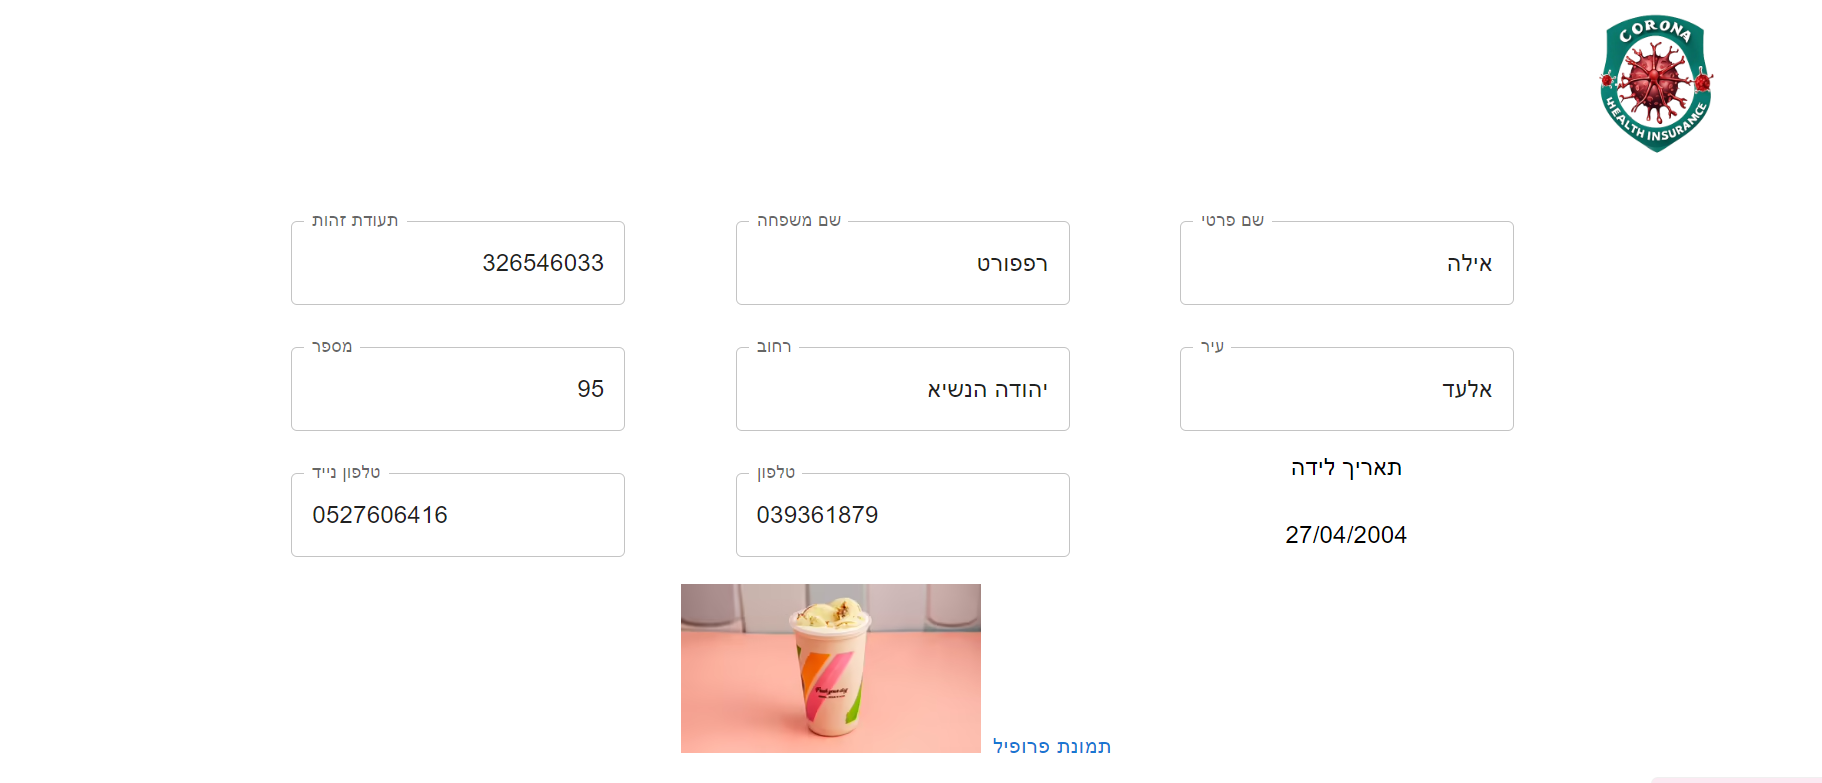 CORONA
HEALTH INSURANCE
שם פרטי
אילה
שם משפחה
רפפורט
תעודת זהות
326546033
עיר
אלעד
רחוב
יהודה הנשיא
מספר
95
תאריך לידה
27/04/2004
טלפון
039361879
טלפון נייד
0527606416
תמונת פרופיל